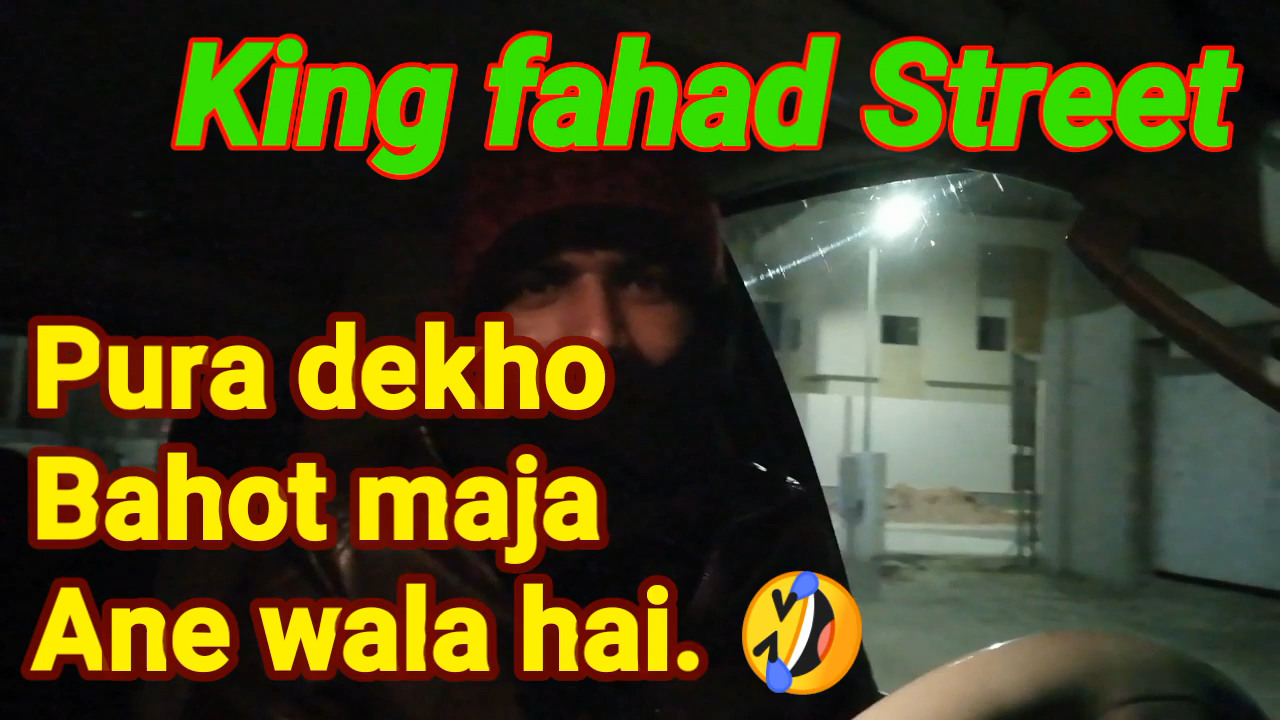 King fahad Street
Pura dekho
Bahot maja
Ane wala hai. 🤣